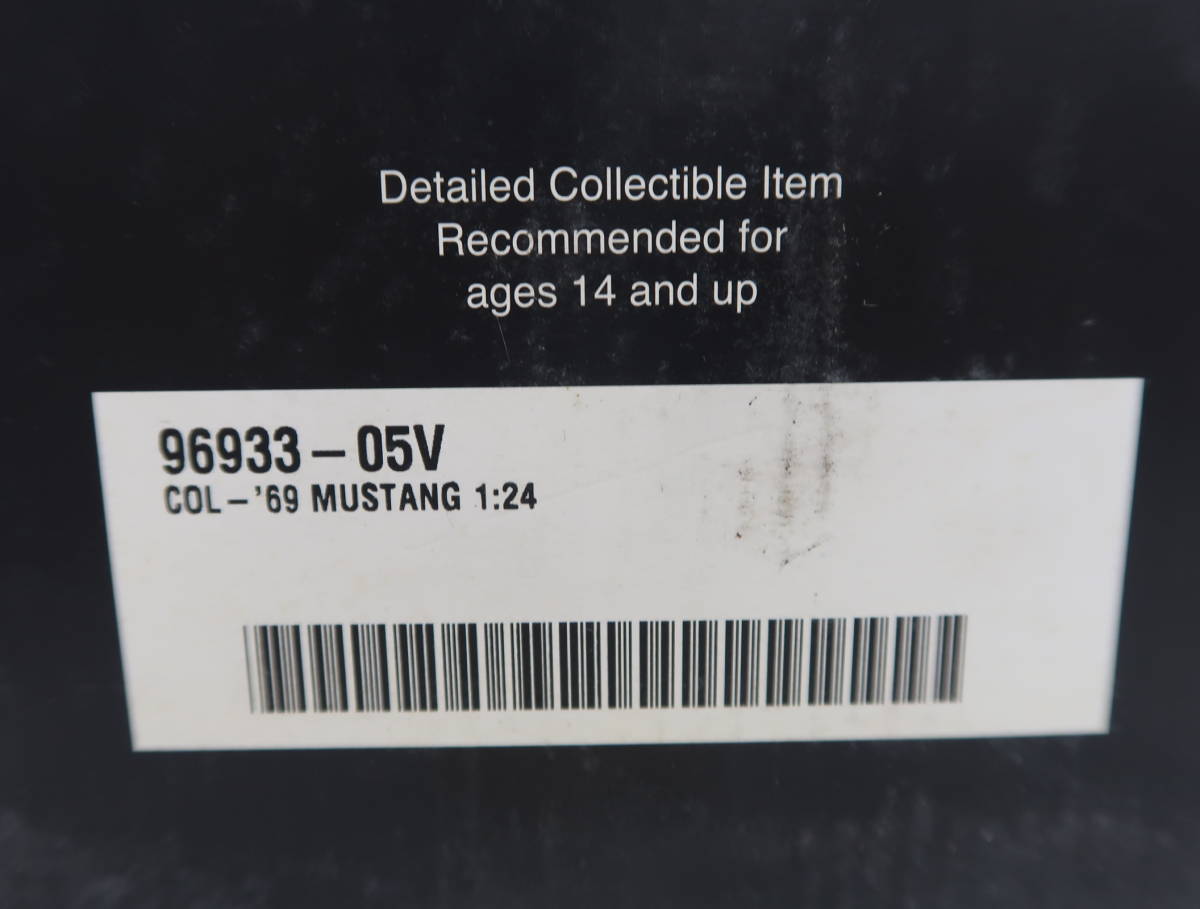 Detailed Collectible Item
Recommended for
ages 14 and up
96933-05V
COL-'69 MUSTANG 1:24